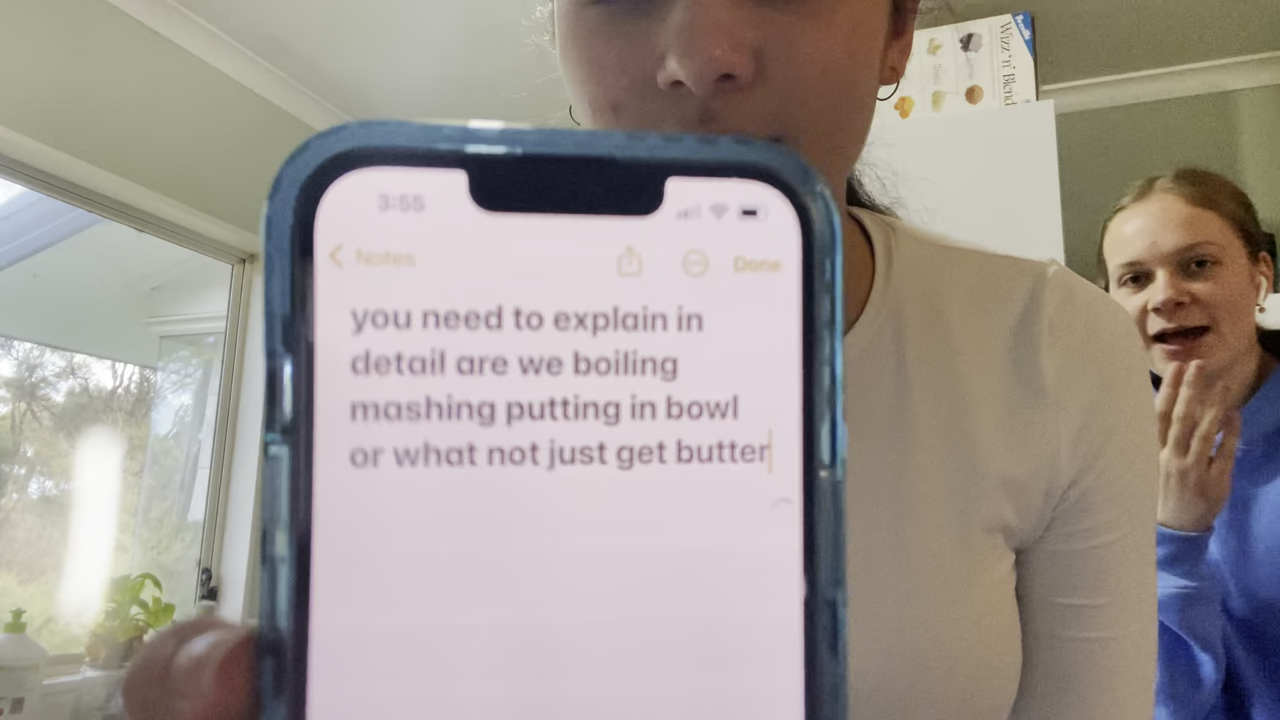 3:55
Notes
Done
you need to explain in
detail are we boiling
mashing putting in bowl
or what not just get butter
Wizz 'n' Blend